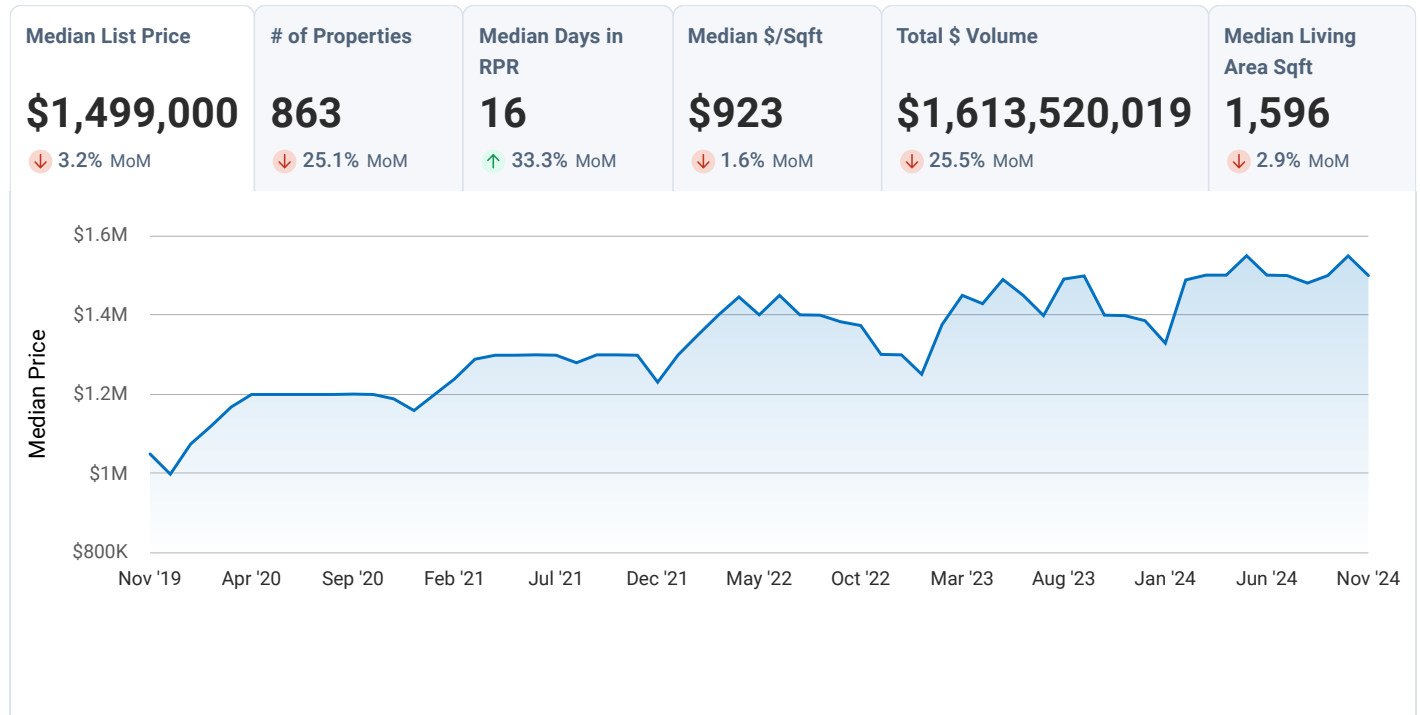 Median List Price
$1,499,000
3.2% MoM
# of Properties
863
25.1% MoM
Median Days in
RPR
16
33.3% MoM
Median $/Sqft
$923
1.6% MoM
Total $ Volume
$1,613,520,019
25.5% MoM
Median Living
Area Sqft
1,596
2.9% MoM
Median Price
$1.6M
$1.4M
$1.2M
$1M
$800K
Nov '19 Apr '20 Sep '20 Feb '21 Jul '21 Dec '21 May '22 Oct '22 Mar '23 Aug '23 Jan '24 Jun '24 Nov '24